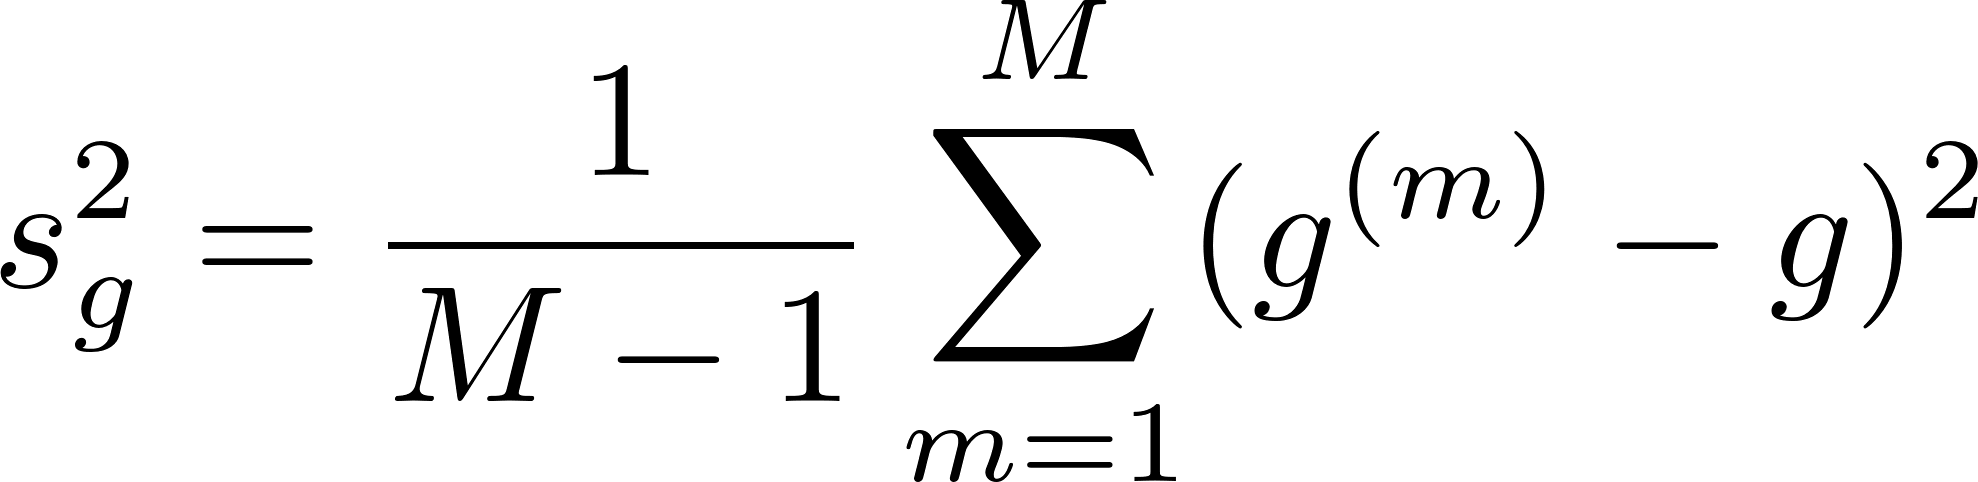 $s_g^2 = \frac{1}{M-1} \sum_{m=1}^{M} (g^{(m)} - g)^2$